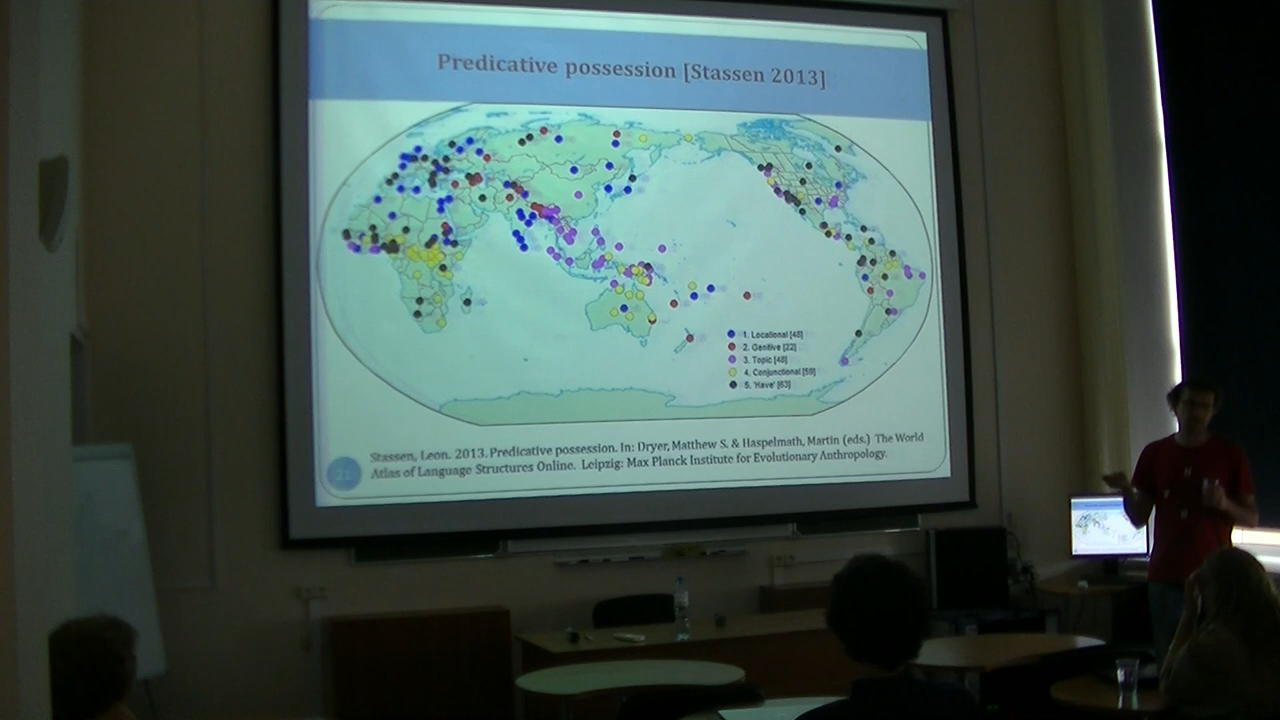 Predicative possession [Stassen 2013]
1. Locational [48]
2. Genitive [22]
3. Topic [48]
4. Conjunctional [59]
5. 'Have' [63]
Stassen, Leon. 2013. Predicative possession. In: Dryer, Matthew S. & Haspelmath, Martin (eds.) The World
Atlas of Language Structures Online. Leipzig: Max Planck Institute for Evolutionary Anthropology.